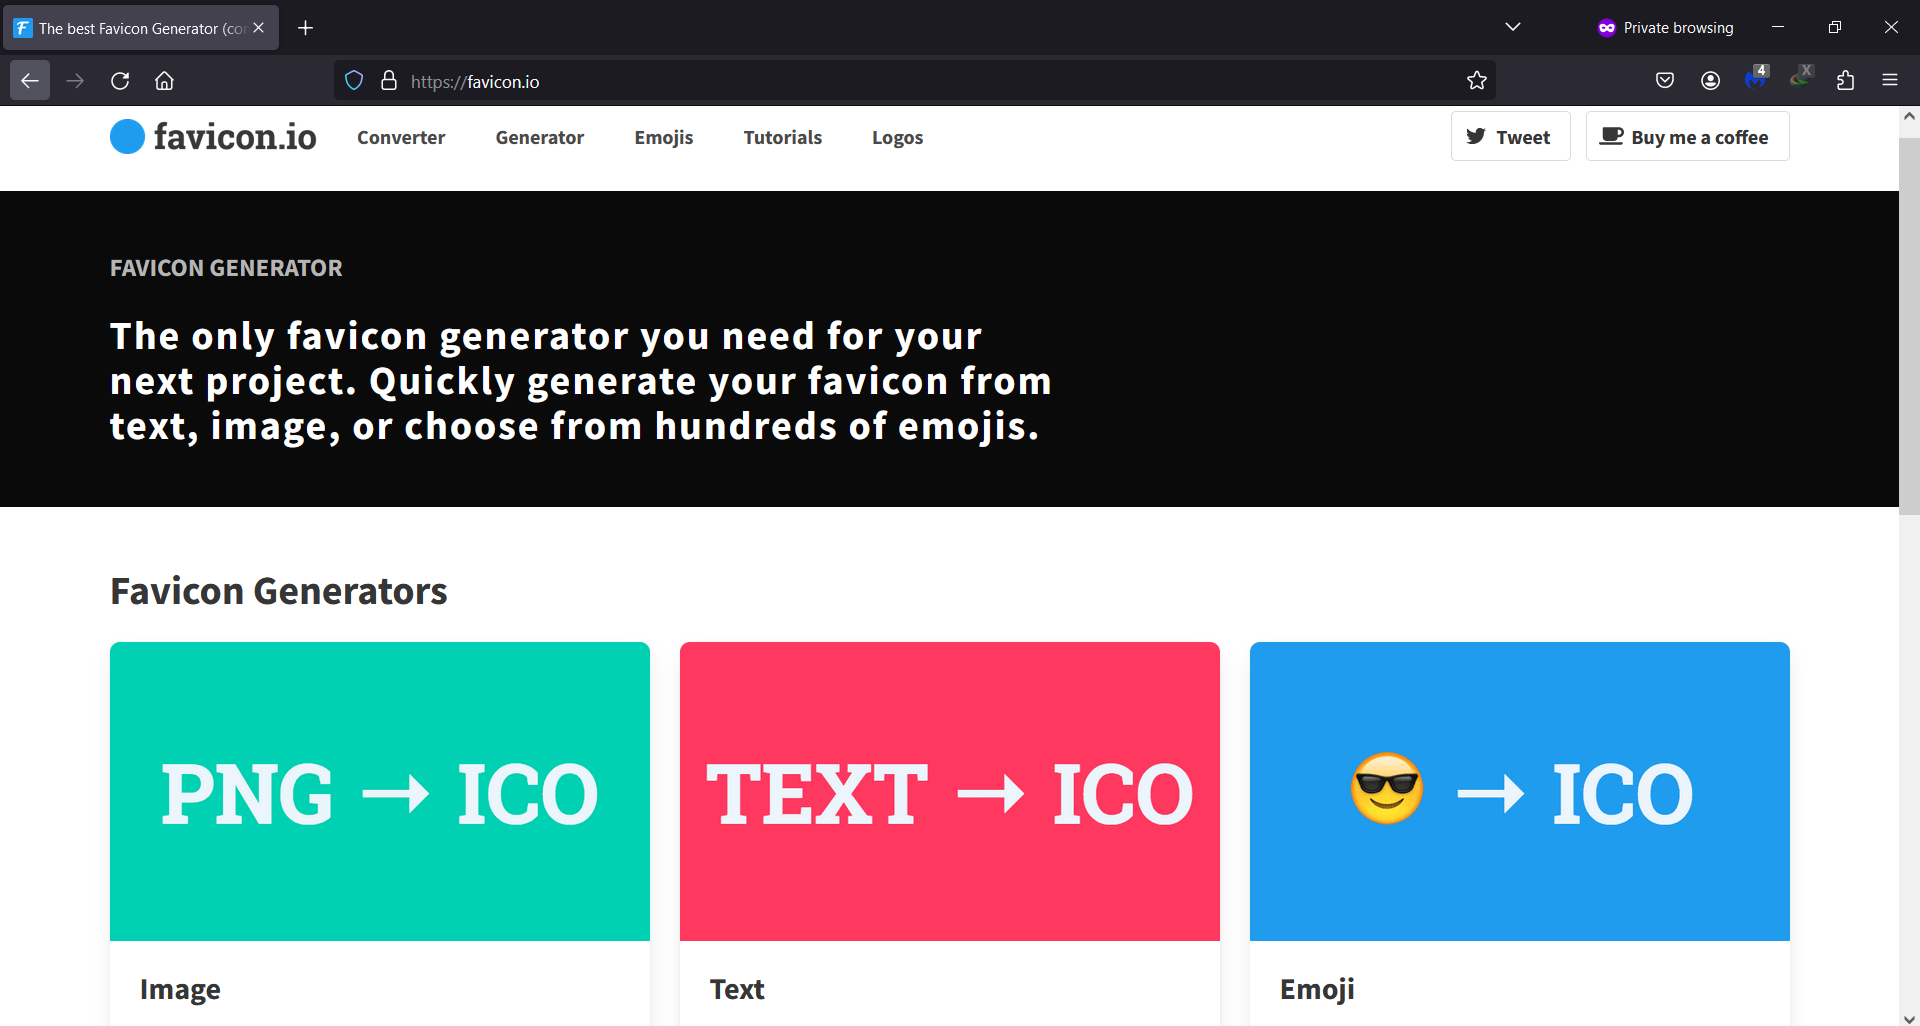 The best Favicon Generator (co
Private browsing
https://favicon.io
4
X
favicon.io
Converter
Generator
Emojis
Tutorials
Logos
Tweet
Buy me a coffee
FAVICON GENERATOR
The only favicon generator you need for your
next project. Quickly generate your favicon from
text, image, or choose from hundreds of emojis.
Favicon Generators
PNG → ICO
TEXT → ICO
😎 → ICO
Image
Text
Emoji